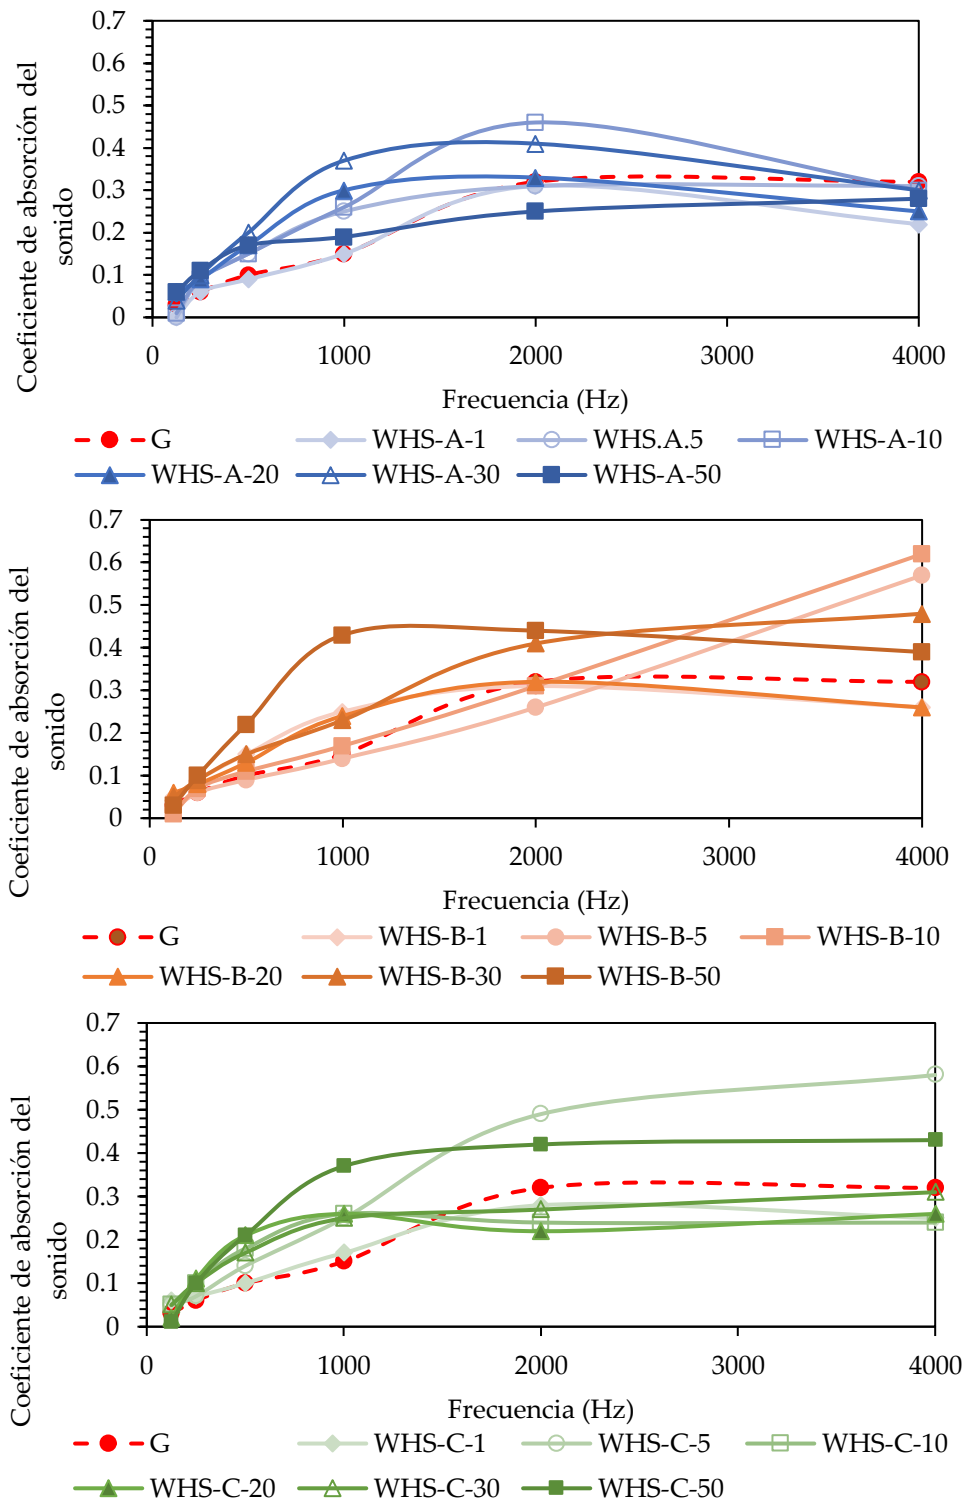 0.7
0.6
0.5
0.4
0.3
0.2
0.1
0
Coeficiente de absorción del
sonido
0 1000 2000 3000 4000
Frecuencia (Hz)
G WHS-A-1 WHS.A.5 WHS-A-10
WHS-A-20 WHS-A-30 WHS-A-50
0.7
0.6
0.5
0.4
0.3
0.2
0.1
0
Coeficiente de absorción del
sonido
0 1000 2000 3000 4000
Frecuencia (Hz)
G WHS-B-1 WHS-B-5 WHS-B-10
WHS-B-20 WHS-B-30 WHS-B-50
0.7
0.6
0.5
0.4
0.3
0.2
0.1
0
Coeficiente de absorción del
sonido
0 1000 2000 3000 4000
Frecuencia (Hz)
G WHS-C-1 WHS-C-5 WHS-C-10
WHS-C-20 WHS-C-30 WHS-C-50